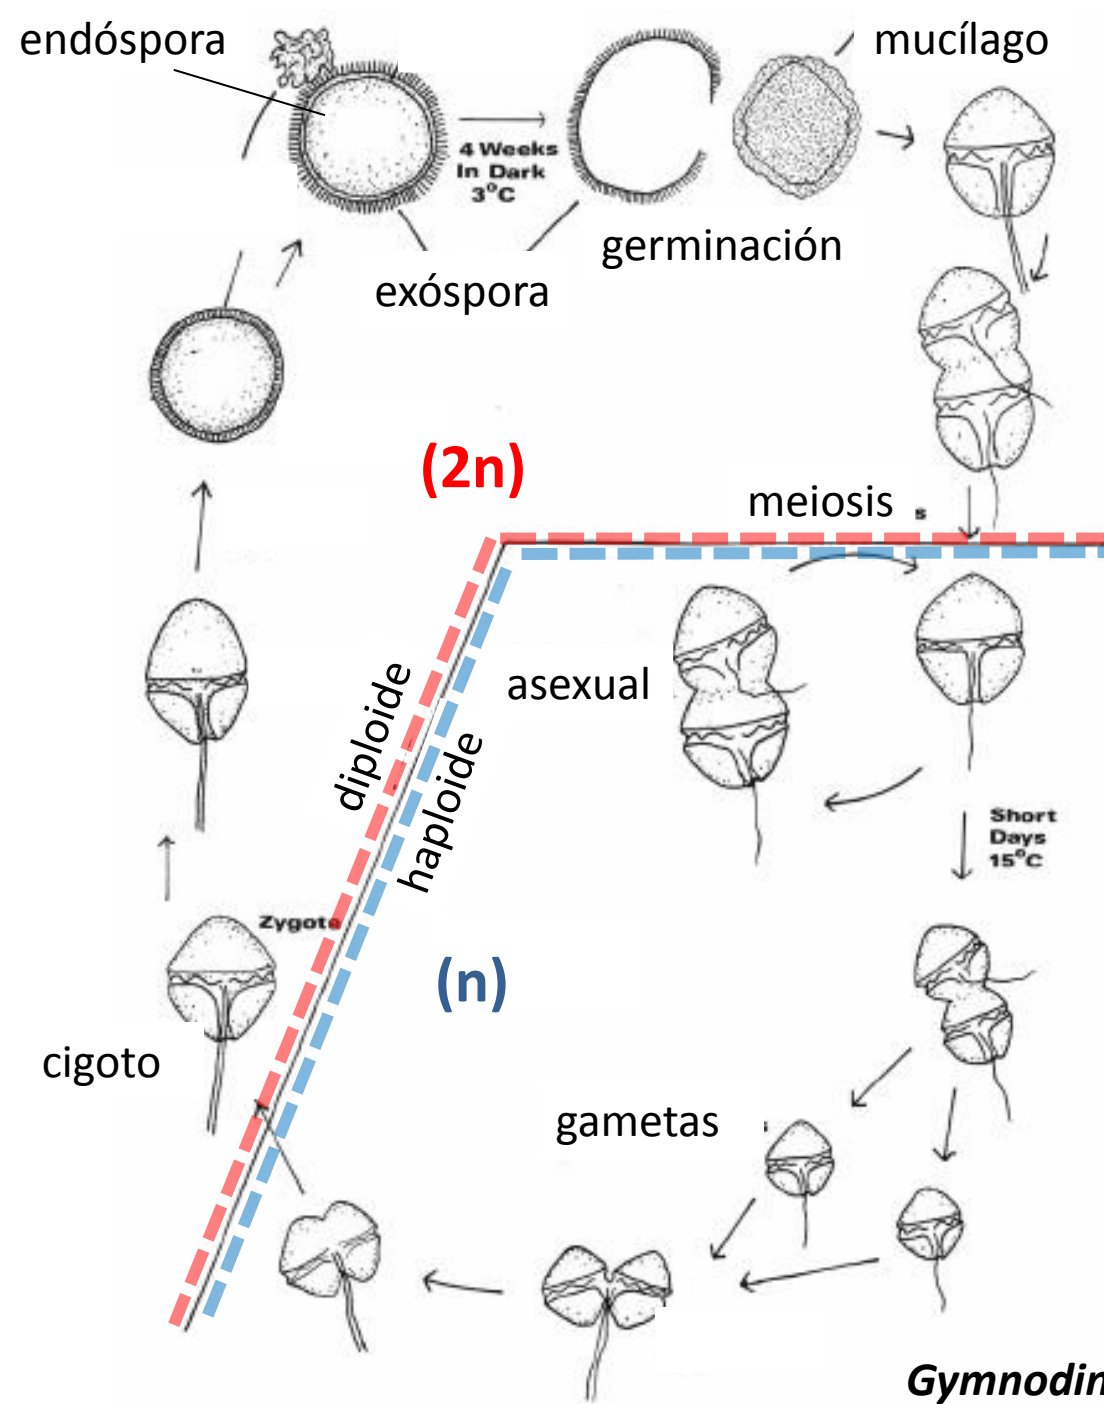 endóspora
mucílago
4 Weeks
In Dark
3°C
germinación
exóspora
(2n)
meiosis
s
asexual
diploide
haploide
Short
Days
15°C
Zygote
(n)
cigoto
gametas
Gymnodin